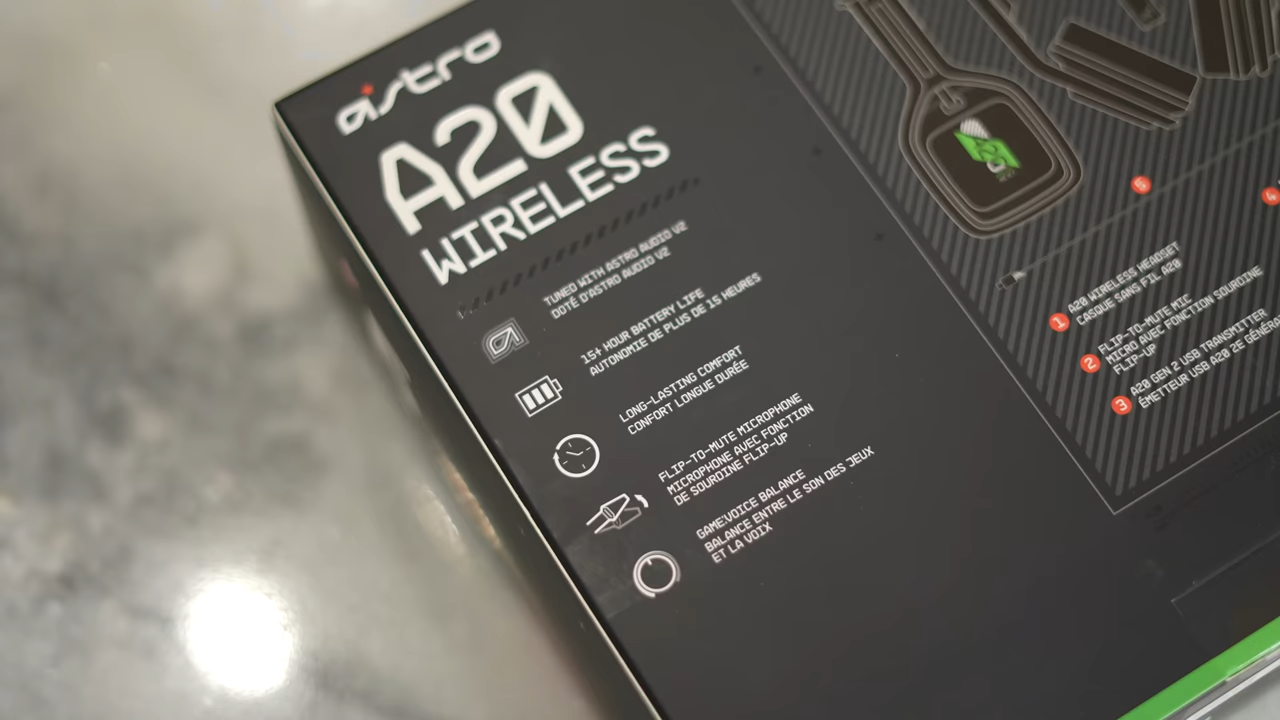 astro
A20
WIRELESS
TUNED WITH ASTRO AUDIO V2
DOTÉ D'ASTRO AUDIO V2
15+ HOUR BATTERY LIFE
AUTONOMIE DE PLUS DE 15 HEURES
LONG-LASTING COMFORT
CONFORT LONGUE DURÉE
FLIP-TO-MUTE MICROPHONE
MICROPHONE AVEC FONCTION
DE SOURDINE FLIP-UP
GAME:VOICE BALANCE
BALANCE ENTRE LE SON DES JEUX
ET LA VOIX
5
4
1 A20 WIRELESS HEADSET
CASQUE SANS FIL A20
2 FLIP-TO-MUTE MIC
MICRO AVEC FONCTION SOURDINE
FLIP-UP
3 A20 GEN 2 USB TRANSMITTER
ÉMETTEUR USB A20 2E GÉNÉRA